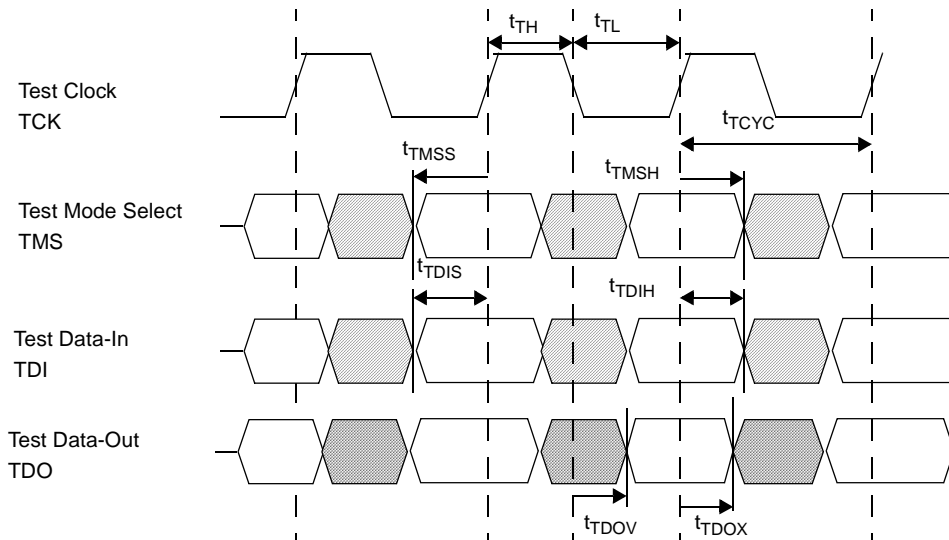 tTH
tTL
Test Clock
TCK
tTCYC
tTMSS
tTMSH
Test Mode Select
TMS
tTDIS
tTDIH
Test Data-In
TDI
Test Data-Out
TDO
tTDOV
tTDOX